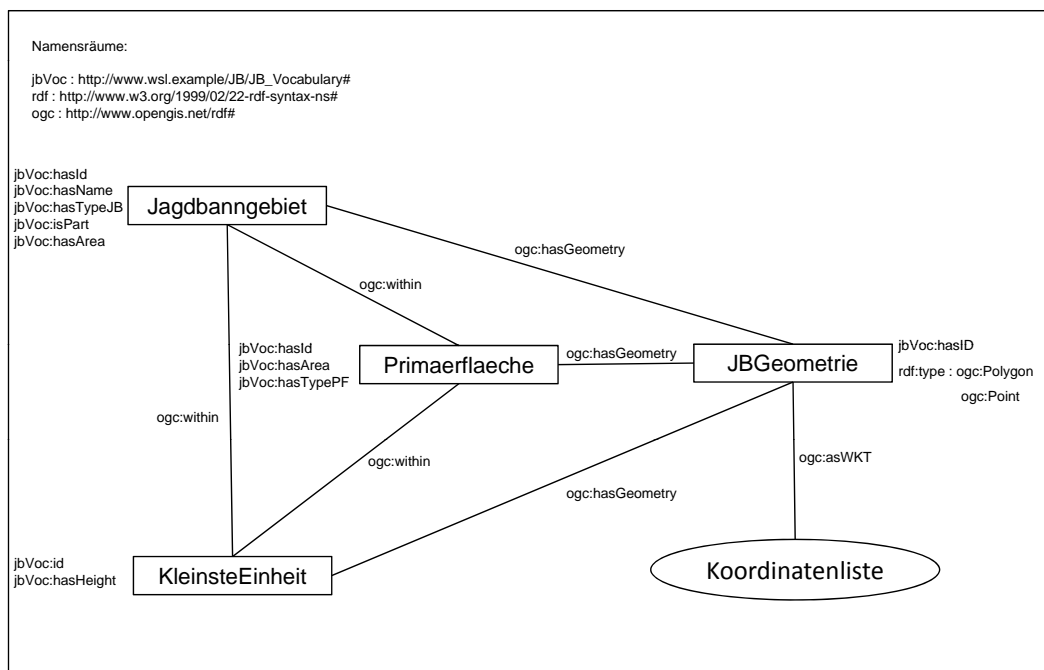 Namensräume:
jbVoc : http://www.wsl.example/JB/JB_Vocabulary#
rdf : http://www.w3.org/1999/02/22-rdf-syntax-ns#
ogc : http://www.opengis.net/rdf#
jbVoc:hasId
jbVoc:hasName
jbVoc:hasTypeJB
jbVoc:isPart
jbVoc:hasArea
Jagdbanngebiet
ogc:hasGeometry
ogc:within
jbVoc:hasId
jbVoc:hasArea
jbVoc:hasTypePF
Primaerflaeche
ogc:hasGeometry
JBGeometrie
jbVoc:hasID
rdf:type : ogc:Polygon
ogc:Point
ogc:within
ogc:within
ogc:asWKT
ogc:hasGeometry
jbVoc:id
jbVoc:hasHeight
KleinsteEinheit
Koordinatenliste